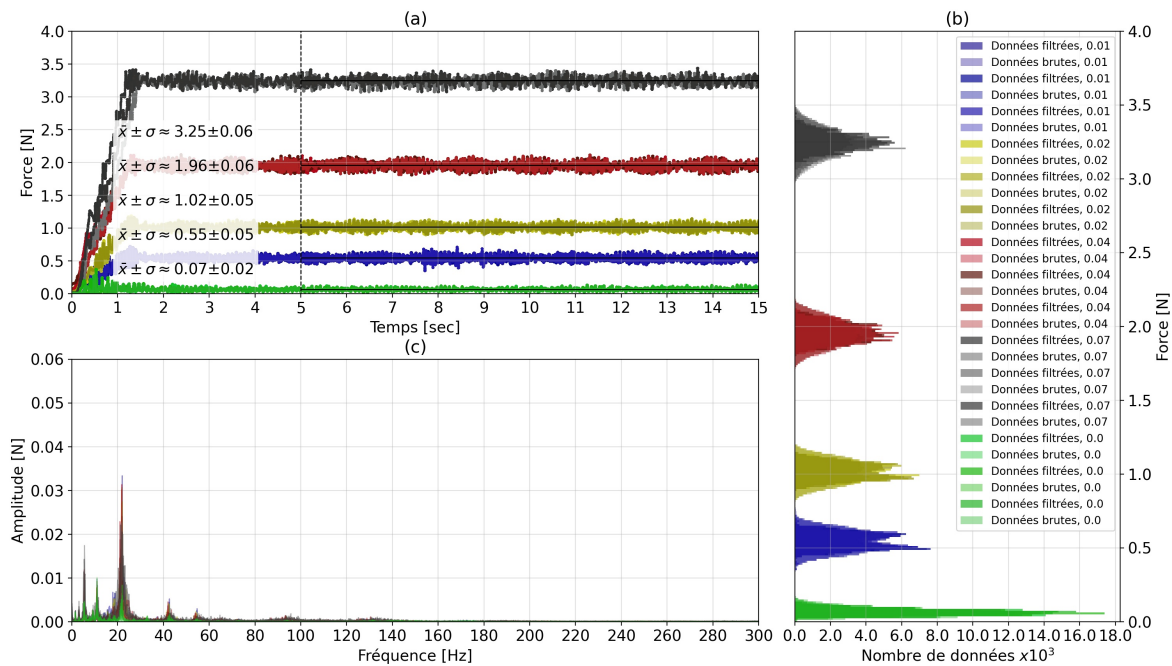 (a)
4.0
3.5
3.0
2.5
2.0
1.5
1.0
0.5
0.0
Force [N]
x̄ ± σ ≈ 3.25±0.06
x̄ ± σ ≈ 1.96±0.06
x̄ ± σ ≈ 1.02±0.05
x̄ ± σ ≈ 0.55±0.05
x̄ ± σ ≈ 0.07±0.02
0 1 2 3 4 5 6 7 8 9 10 11 12 13 14 15
Temps [sec]
(c)
0.06
0.05
0.04
0.03
0.02
0.01
0.00
Amplitude [N]
0 20 40 60 80 100 120 140 160 180 200 220 240 260 280 300
Fréquence [Hz]
(b)
Données filtrées, 0.01
Données brutes, 0.01
Données filtrées, 0.01
Données brutes, 0.01
Données filtrées, 0.01
Données brutes, 0.01
Données filtrées, 0.02
Données brutes, 0.02
Données filtrées, 0.02
Données brutes, 0.02
Données filtrées, 0.02
Données brutes, 0.02
Données filtrées, 0.04
Données brutes, 0.04
Données filtrées, 0.04
Données brutes, 0.04
Données filtrées, 0.04
Données brutes, 0.04
Données filtrées, 0.07
Données brutes, 0.07
Données filtrées, 0.07
Données brutes, 0.07
Données filtrées, 0.07
Données brutes, 0.07
Données filtrées, 0.0
Données brutes, 0.0
Données filtrées, 0.0
Données brutes, 0.0
Données filtrées, 0.0
Données brutes, 0.0
4.0
3.5
3.0
2.5
2.0
1.5
1.0
0.5
0.0
Force [N]
0.0 2.0 4.0 6.0 8.0 10.0 12.0 14.0 16.0 18.0
Nombre de données x10³